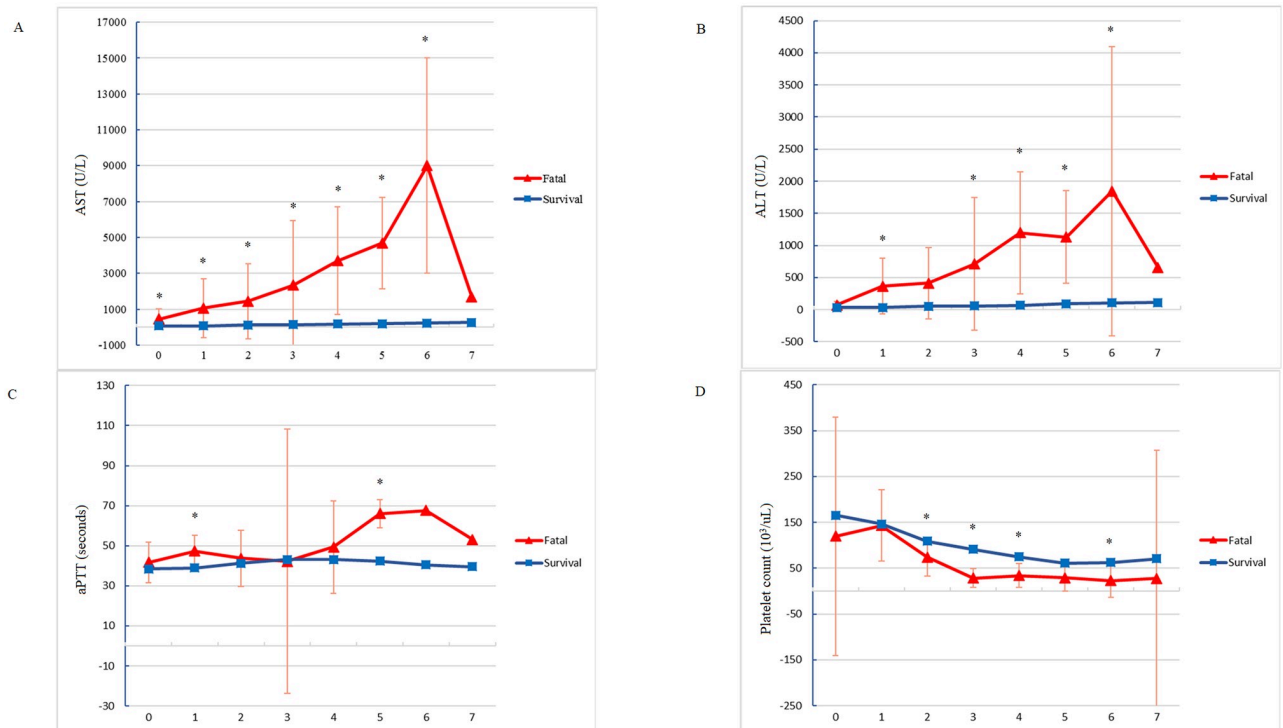 A
17000
15000
13000
11000
9000
7000
5000
3000
1000
-1000
AST (U/L)
* * * * * * *
0 1 2 3 4 5 6 7
Fatal
Survival
B
4500
4000
3500
3000
2500
2000
1500
1000
500
0
-500
ALT (U/L)
* * * * *
0 1 2 3 4 5 6 7
Fatal
Survival
C
130
110
90
70
50
30
10
-10
-30
aPTT (seconds)
* *
0 1 2 3 4 5 6 7
Fatal
Survival
D
450
350
250
150
50
-50
-150
-250
Platelet count (10³/uL)
* * * *
0 1 2 3 4 5 6 7
Fatal
Survival